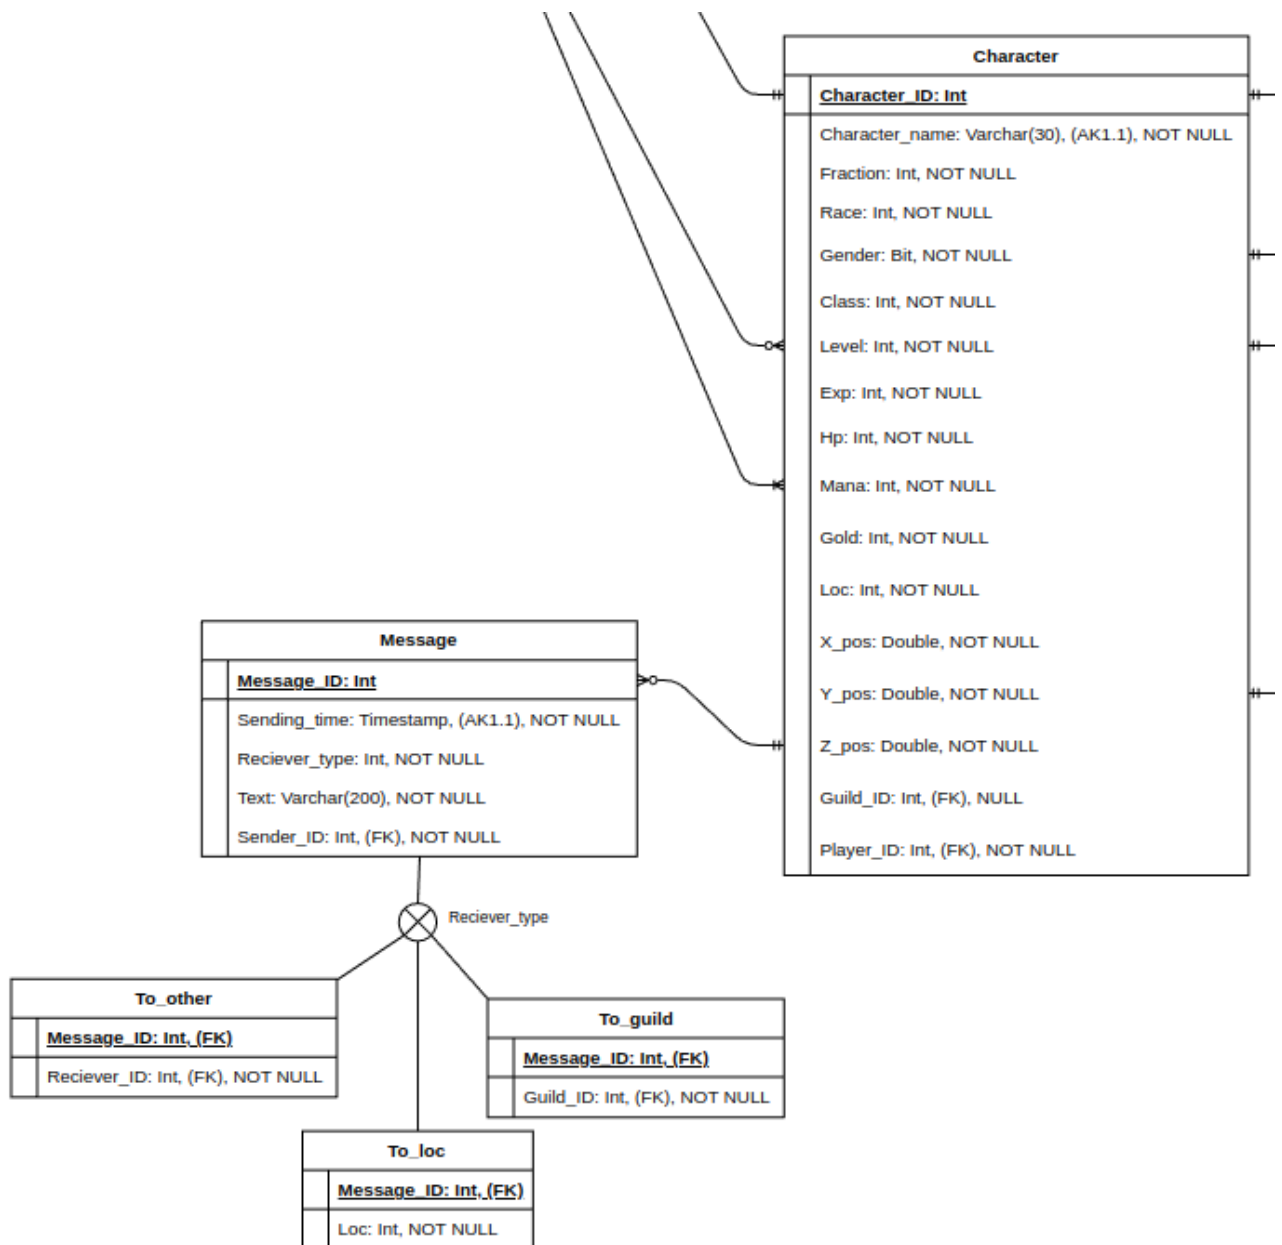 Character
Character_ID: Int
Character_name: Varchar(30), (AK1.1), NOT NULL
Fraction: Int, NOT NULL
Race: Int, NOT NULL
Gender: Bit, NOT NULL
Class: Int, NOT NULL
Level: Int, NOT NULL
Exp: Int, NOT NULL
Hp: Int, NOT NULL
Mana: Int, NOT NULL
Gold: Int, NOT NULL
Loc: Int, NOT NULL
X_pos: Double, NOT NULL
Y_pos: Double, NOT NULL
Z_pos: Double, NOT NULL
Guild_ID: Int, (FK), NULL
Player_ID: Int, (FK), NOT NULL
Message
Message_ID: Int
Sending_time: Timestamp, (AK1.1), NOT NULL
Reciever_type: Int, NOT NULL
Text: Varchar(200), NOT NULL
Sender_ID: Int, (FK), NOT NULL
Reciever_type
To_other
Message_ID: Int, (FK)
Reciever_ID: Int, (FK), NOT NULL
To_guild
Message_ID: Int, (FK)
Guild_ID: Int, (FK), NOT NULL
To_loc
Message_ID: Int, (FK)
Loc: Int, NOT NULL